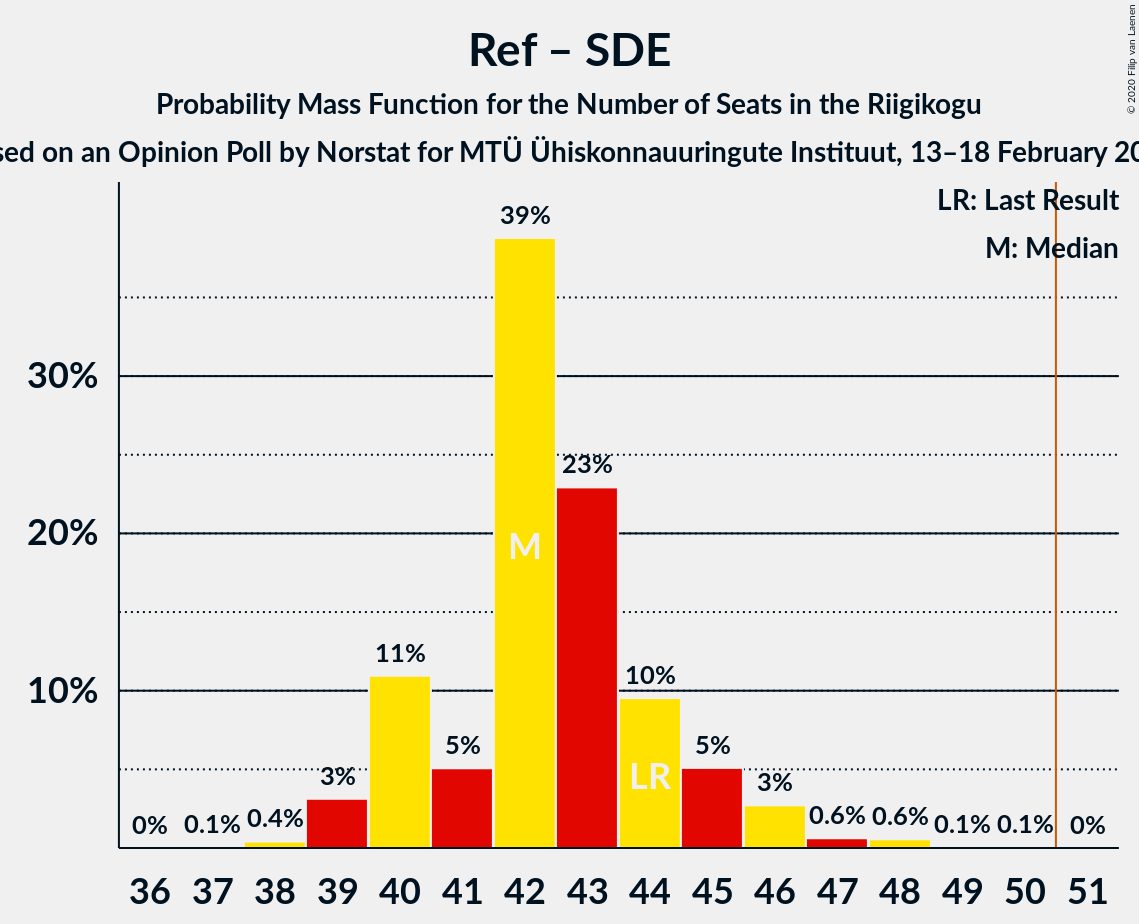 Ref – SDE
Probability Mass Function for the Number of Seats in the Riigikogu
sed on an Opinion Poll by Norstat for MTÜ Ühiskonnauuringute Instituut, 13–18 February 20
© 2020 Filip van Laenen
LR: Last Result
M: Median
30%
20%
10%
0%
0.1%
0.4%
3%
11%
5%
39%
23%
10%
5%
3%
0.6%
0.6%
0.1%
0.1%
0%
M
LR
36 37 38 39 40 41 42 43 44 45 46 47 48 49 50 51